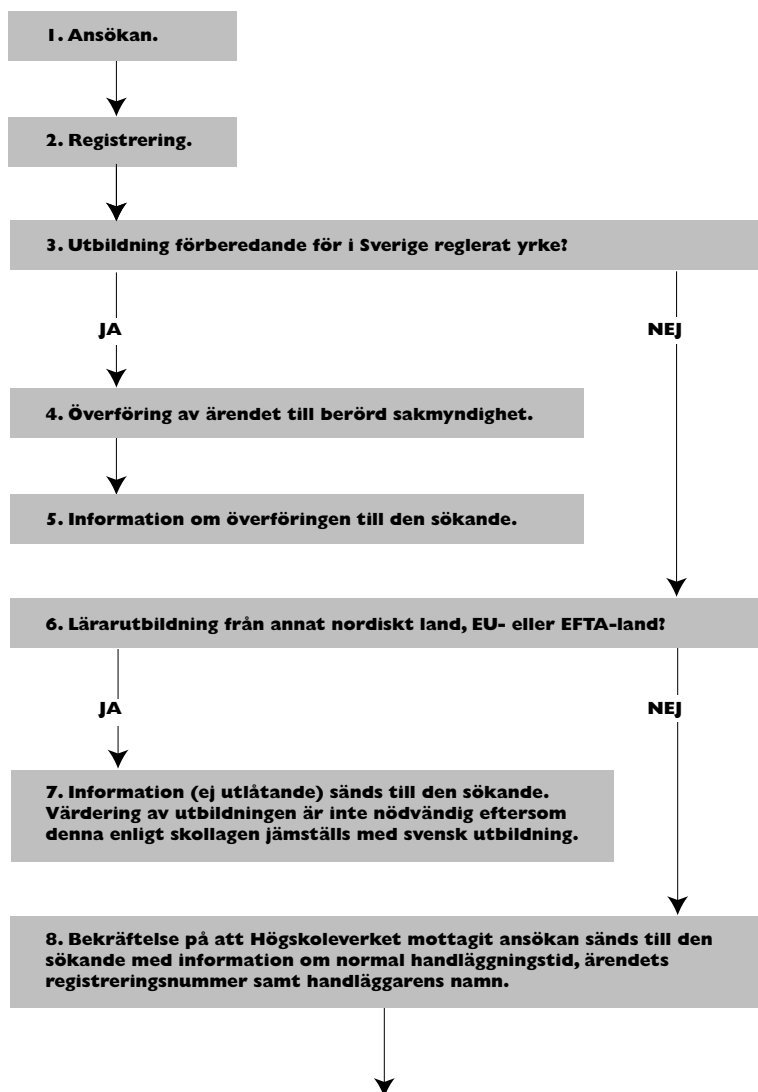 1. Ansökan.
2. Registrering.
3. Utbildning förberedande för i Sverige reglerat yrke?
JA
NEJ
4. Överföring av ärendet till berörd sakmyndighet.
5. Information om överföringen till den sökande.
6. Lärarutbildning från annat nordiskt land, EU- eller EFTA-land?
JA
NEJ
7. Information (ej utlåtande) sänds till den sökande.
Värdering av utbildningen är inte nödvändig eftersom
denna enligt skollagen jämställs med svensk utbildning.
8. Bekräftelse på att Högskoleverket mottagit ansökan sänds till den
sökande med information om normal handläggningstid, ärendets
registreringsnummer samt handläggarens namn.